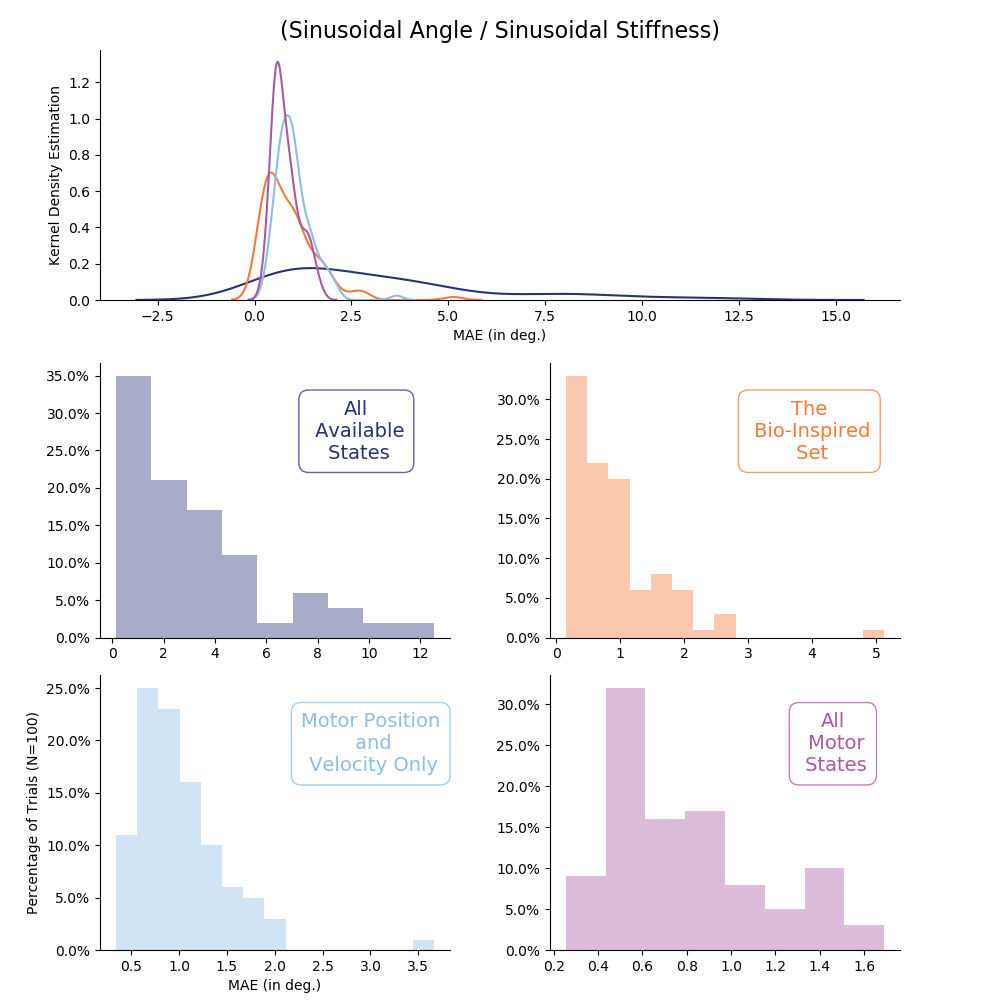 (Sinusoidal Angle / Sinusoidal Stiffness)
Kernel Density Estimation
1.2
1.0
0.8
0.6
0.4
0.2
0.0
−2.5 0.0 2.5 5.0 7.5 10.0 12.5 15.0
MAE (in deg.)
35.0%
30.0%
25.0%
20.0%
15.0%
10.0%
5.0%
0.0%
0 2 4 6 8 10 12
All
Available
States
30.0%
25.0%
20.0%
15.0%
10.0%
5.0%
0.0%
0 1 2 3 4 5
The
Bio-Inspired
Set
Percentage of Trials (N=100)
25.0%
20.0%
15.0%
10.0%
5.0%
0.0%
0.5 1.0 1.5 2.0 2.5 3.0 3.5
MAE (in deg.)
Motor Position
and
Velocity Only
30.0%
25.0%
20.0%
15.0%
10.0%
5.0%
0.0%
0.2 0.4 0.6 0.8 1.0 1.2 1.4 1.6
All
Motor
States